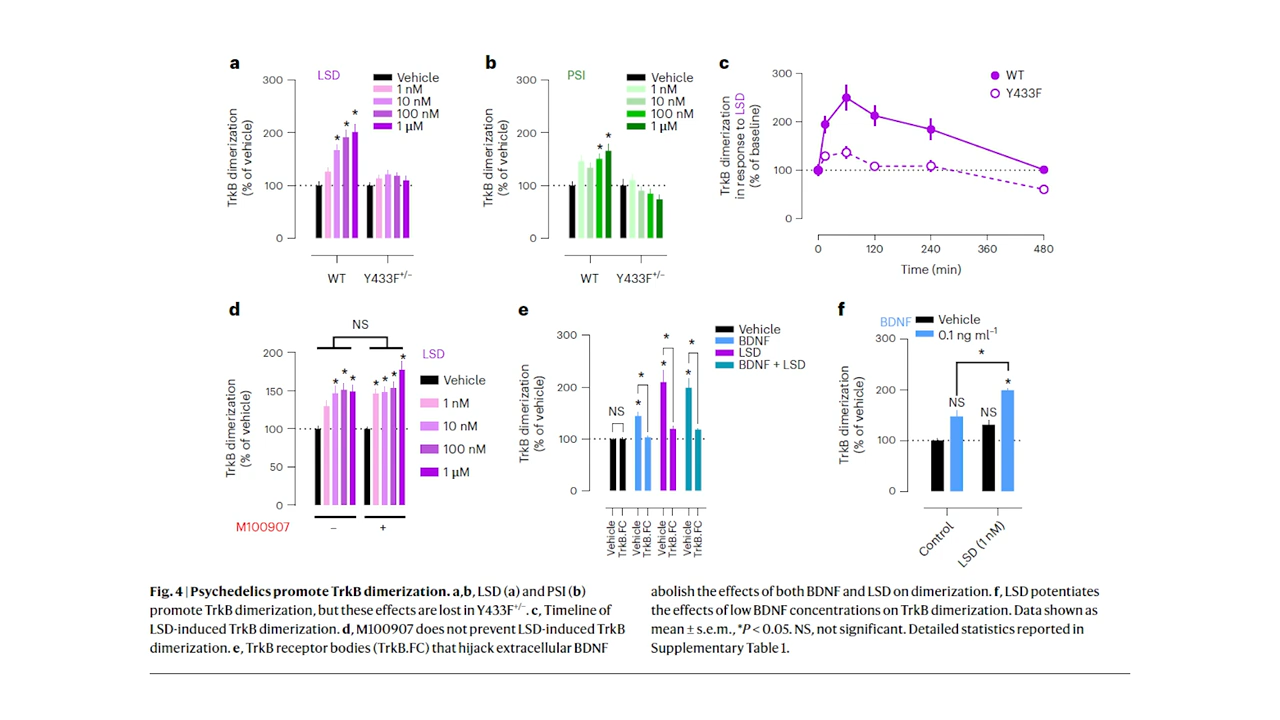 a
LSD
Vehicle
1 nM
10 nM
100 nM
1 µM
TrkB dimerization
(% of vehicle)
300
200
100
0
* * *
WT
Y433F+/−
b
PSI
Vehicle
1 nM
10 nM
100 nM
1 µM
TrkB dimerization
(% of vehicle)
300
200
100
0
* *
WT
Y433F+/−
c
WT
Y433F
TrkB dimerization
in response to LSD
(% of baseline)
300
200
100
0
0 120 240 360 480
Time (min)
d
NS
LSD
Vehicle
1 nM
10 nM
100 nM
1 µM
TrkB dimerization
(% of vehicle)
200
150
100
50
0
* * * * * * *
M100907 − +
e
Vehicle
BDNF
LSD
BDNF + LSD
TrkB dimerization
(% of vehicle)
300
200
100
0
NS * * * * * *
Vehicle
TrkB.FC
Vehicle
TrkB.FC
Vehicle
TrkB.FC
Vehicle
TrkB.FC
f
BDNF
Vehicle
0.1 ng ml−1
TrkB dimerization
(% of vehicle)
300
200
100
0
*
NS NS *
Control
LSD (1 nM)
Fig. 4 | Psychedelics promote TrkB dimerization. a,b, LSD (a) and PSI (b)
promote TrkB dimerization, but these effects are lost in Y433F+/−. c, Timeline of
LSD-induced TrkB dimerization. d, M100907 does not prevent LSD-induced TrkB
dimerization. e, TrkB receptor bodies (TrkB.FC) that hijack extracellular BDNF
abolish the effects of both BDNF and LSD on dimerization. f, LSD potentiates
the effects of low BDNF concentrations on TrkB dimerization. Data shown as
mean ± s.e.m., *P < 0.05. NS, not significant. Detailed statistics reported in
Supplementary Table 1.